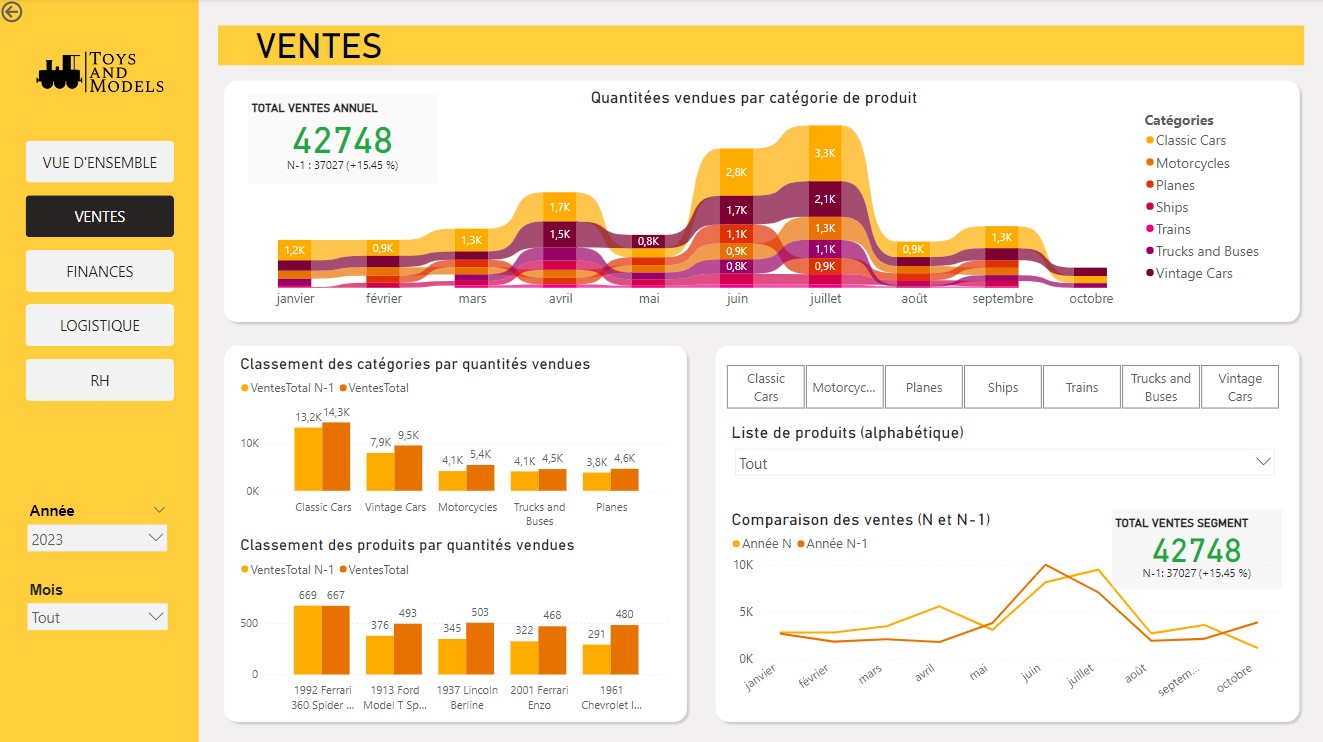 TOYS
AND
MODELS
VUE D'ENSEMBLE
VENTES
FINANCES
LOGISTIQUE
RH
Année
2023
Mois
Tout
VENTES
TOTAL VENTES ANNUEL
42748
N-1 : 37027 (+15.45 %)
Quantitées vendues par catégorie de produit
1,2K
0,9K
1,3K
1,7K
1,5K
0,8K
2,8K
1,7K
1,1K
0,9K
0,8K
3,3K
2,1K
1,3K
1,1K
0,9K
0,9K
1,3K
janvier février mars avril mai juin juillet août septembre octobre
Catégories
Classic Cars
Motorcycles
Planes
Ships
Trains
Trucks and Buses
Vintage Cars
Classement des catégories par quantités vendues
VentesTotal N-1 VentesTotal
10K
0K
13,2K 14,3K
7,9K 9,5K
4,1K 5,4K
4,1K 4,5K
3,8K 4,6K
Classic Cars Vintage Cars Motorcycles Trucks and Buses Planes
Classement des produits par quantités vendues
VentesTotal N-1 VentesTotal
500
0
669 667
376 493
345 503
322 468
291 480
1992 Ferrari 360 Spider ...
1913 Ford Model T Sp...
1937 Lincoln Berline
2001 Ferrari Enzo
1961 Chevrolet I...
Classic Cars
Motorcyc...
Planes
Ships
Trains
Trucks and Buses
Vintage Cars
Liste de produits (alphabétique)
Tout
Comparaison des ventes (N et N-1)
Année N Année N-1
TOTAL VENTES SEGMENT
42748
N-1: 37027 (+15.45 %)
10K
5K
0K
janvier février mars avril mai juin juillet août septem... octobre